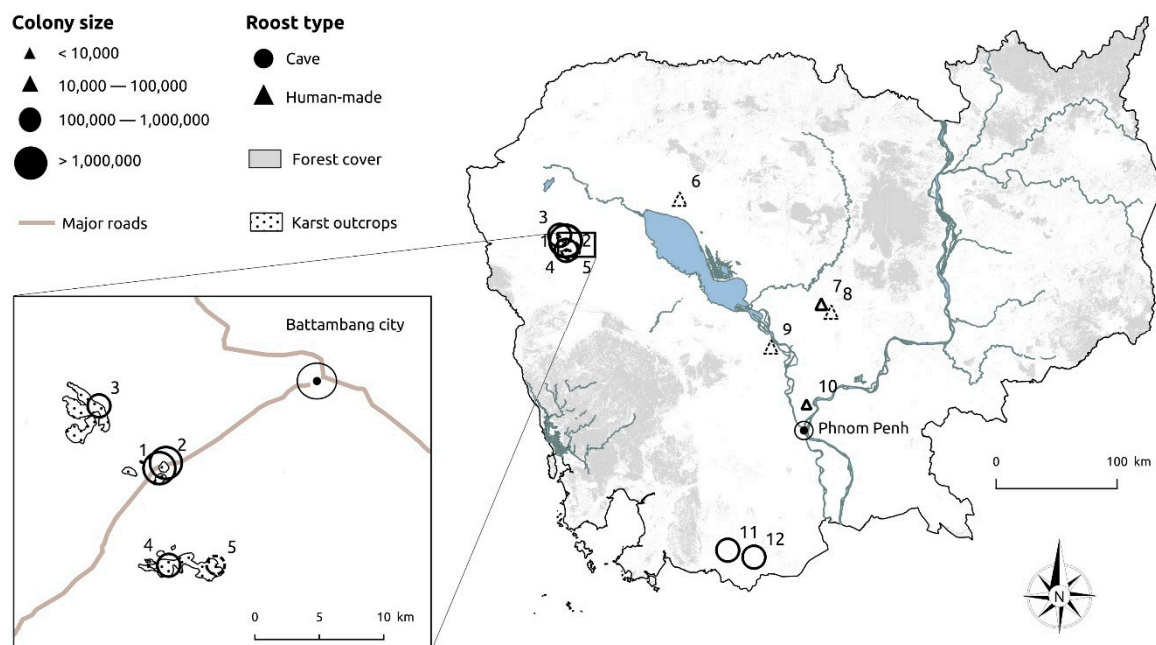 Colony size
< 10,000
10,000 — 100,000
100,000 — 1,000,000
> 1,000,000
Roost type
Cave
Human-made
Forest cover
Major roads
Karst outcrops
6
3
1
2
4
5
7
8
9
10
Phnom Penh
0
100 km
11
12
N
Battambang city
3
1
2
4
5
0
5
10 km